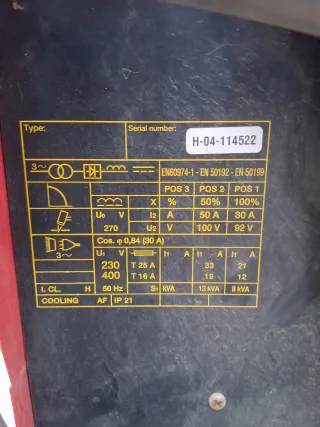 Type: Serial number: H-04-114522
3~ EN60974-1 - EN 50192 - EN 50199
POS 3 POS 2 POS 1
X % 50% 100%
U₀ V I₂ A 50 A 30 A
270 U₂ V 100 V 92 V
3~ Cos. φ 0,84 (30 A)
U₁ V I₁ A I₁ A I₁ A
230 T 25 A 33 21
400 T 16 A 19 12
I. CL. H 50 Hz S₁ kVA 13 kVA 8 kVA
COOLING AF IP 21